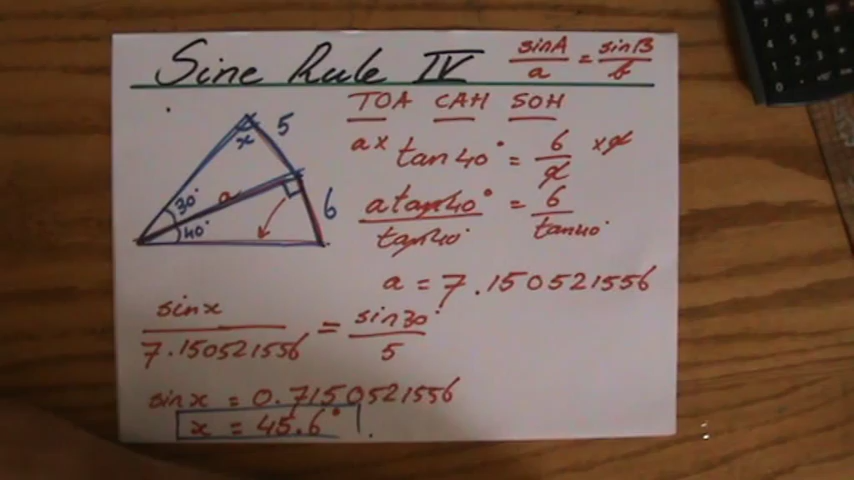 Sine Rule IV
sinA/a = sinB/b
TOA CAH SOH
5
x
30°
a
40°
6
a× tan40° = 6/a ×a
atan40°/tan40° = 6/tan40°
a = 7.150521556
sinx/7.150521556 = sin30°/5
sinx = 0.7150521556
x = 45.6°